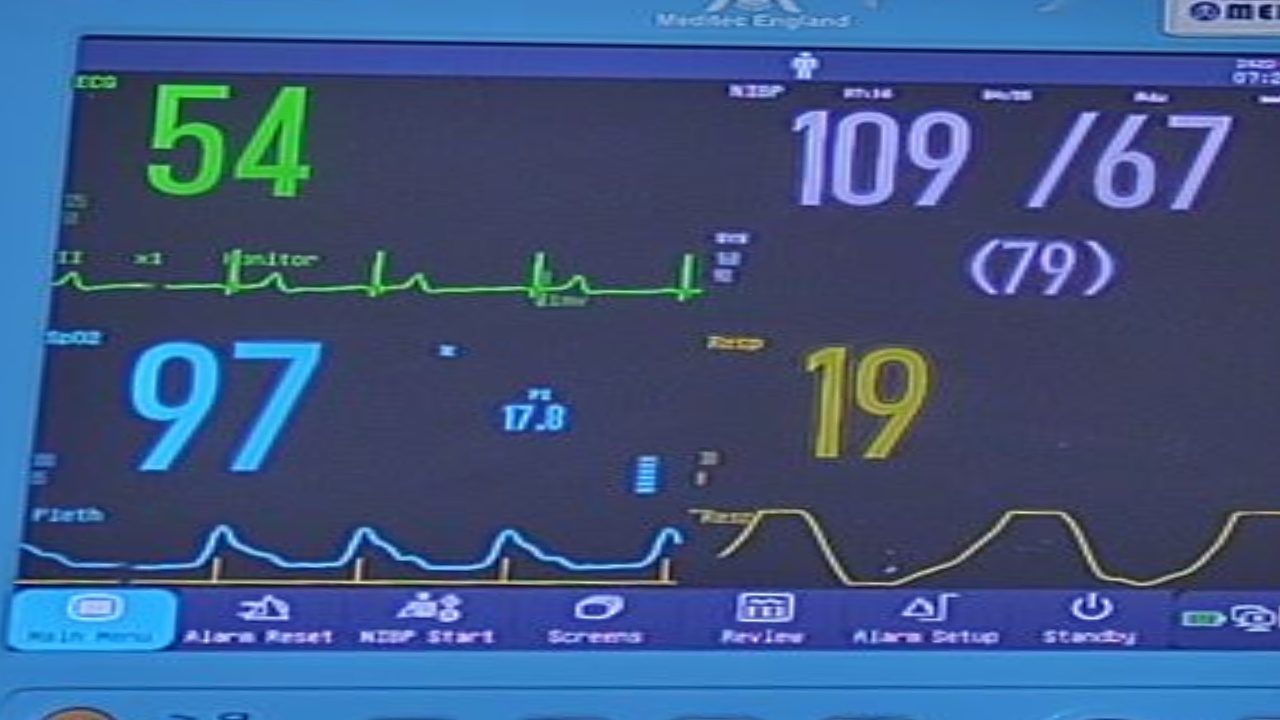 Meditec England
ECG
54
NIBP
109 /67
(79)
II x1 Monitor
SpO2
97
PI
17.8
Resp
19
Pleth
Resp
Main Menu
Alarm Reset
NIBP Start
Screens
Review
Alarm Setup
Standby